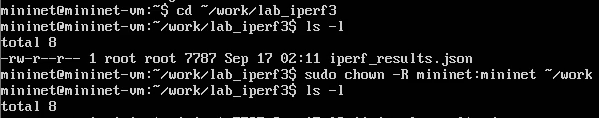 mininet@mininet-vm:~$ cd ~/work/lab_iperf3
mininet@mininet-vm:~/work/lab_iperf3$ ls -l
total 8
-rw-r--r-- 1 root root 7787 Sep 17 02:11 iperf_results.json
mininet@mininet-vm:~/work/lab_iperf3$ sudo chown -R mininet:mininet ~/work
mininet@mininet-vm:~/work/lab_iperf3$ ls -l
total 8